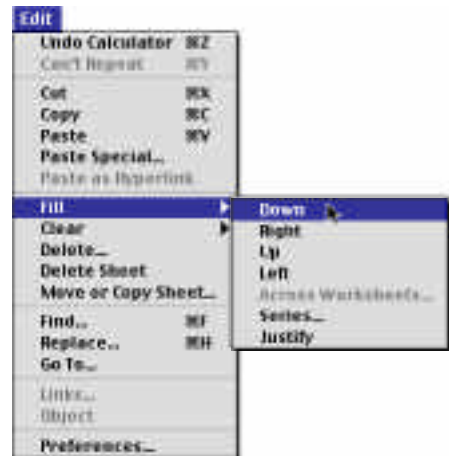 Edit
Undo Calculator ⌘Z
Can't Repeat ⌘Y
Cut ⌘X
Copy ⌘C
Paste ⌘V
Paste Special...
Paste as Hyperlink
Fill
Clear
Delete...
Delete Sheet
Move or Copy Sheet...
Find... ⌘F
Replace... ⌘H
Go To...
Links...
Object
Preferences...
Down
Right
Up
Left
Across Worksheets...
Series...
Justify